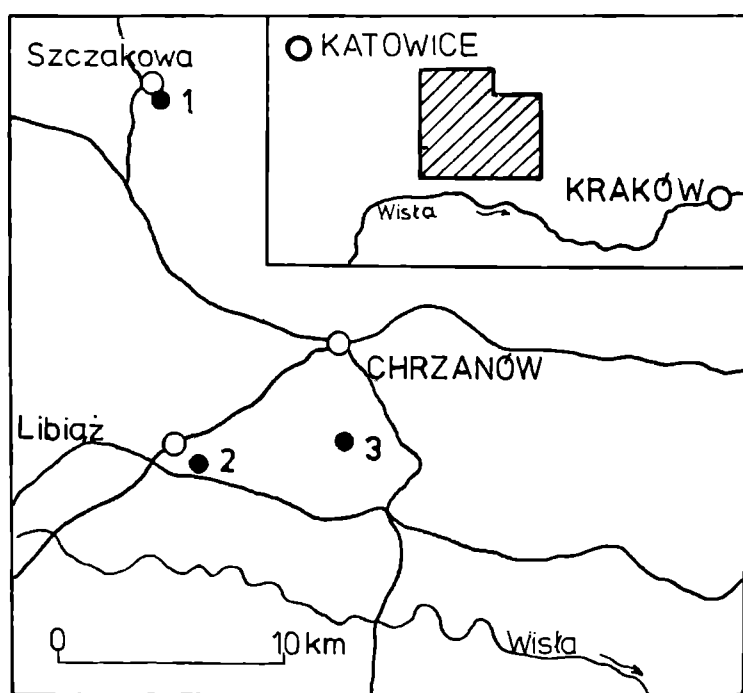 Szczakowa
1
KATOWICE
KRAKÓW
Wisła
CHRZANÓW
Libiąż
2
3
0 10 km
Wisła